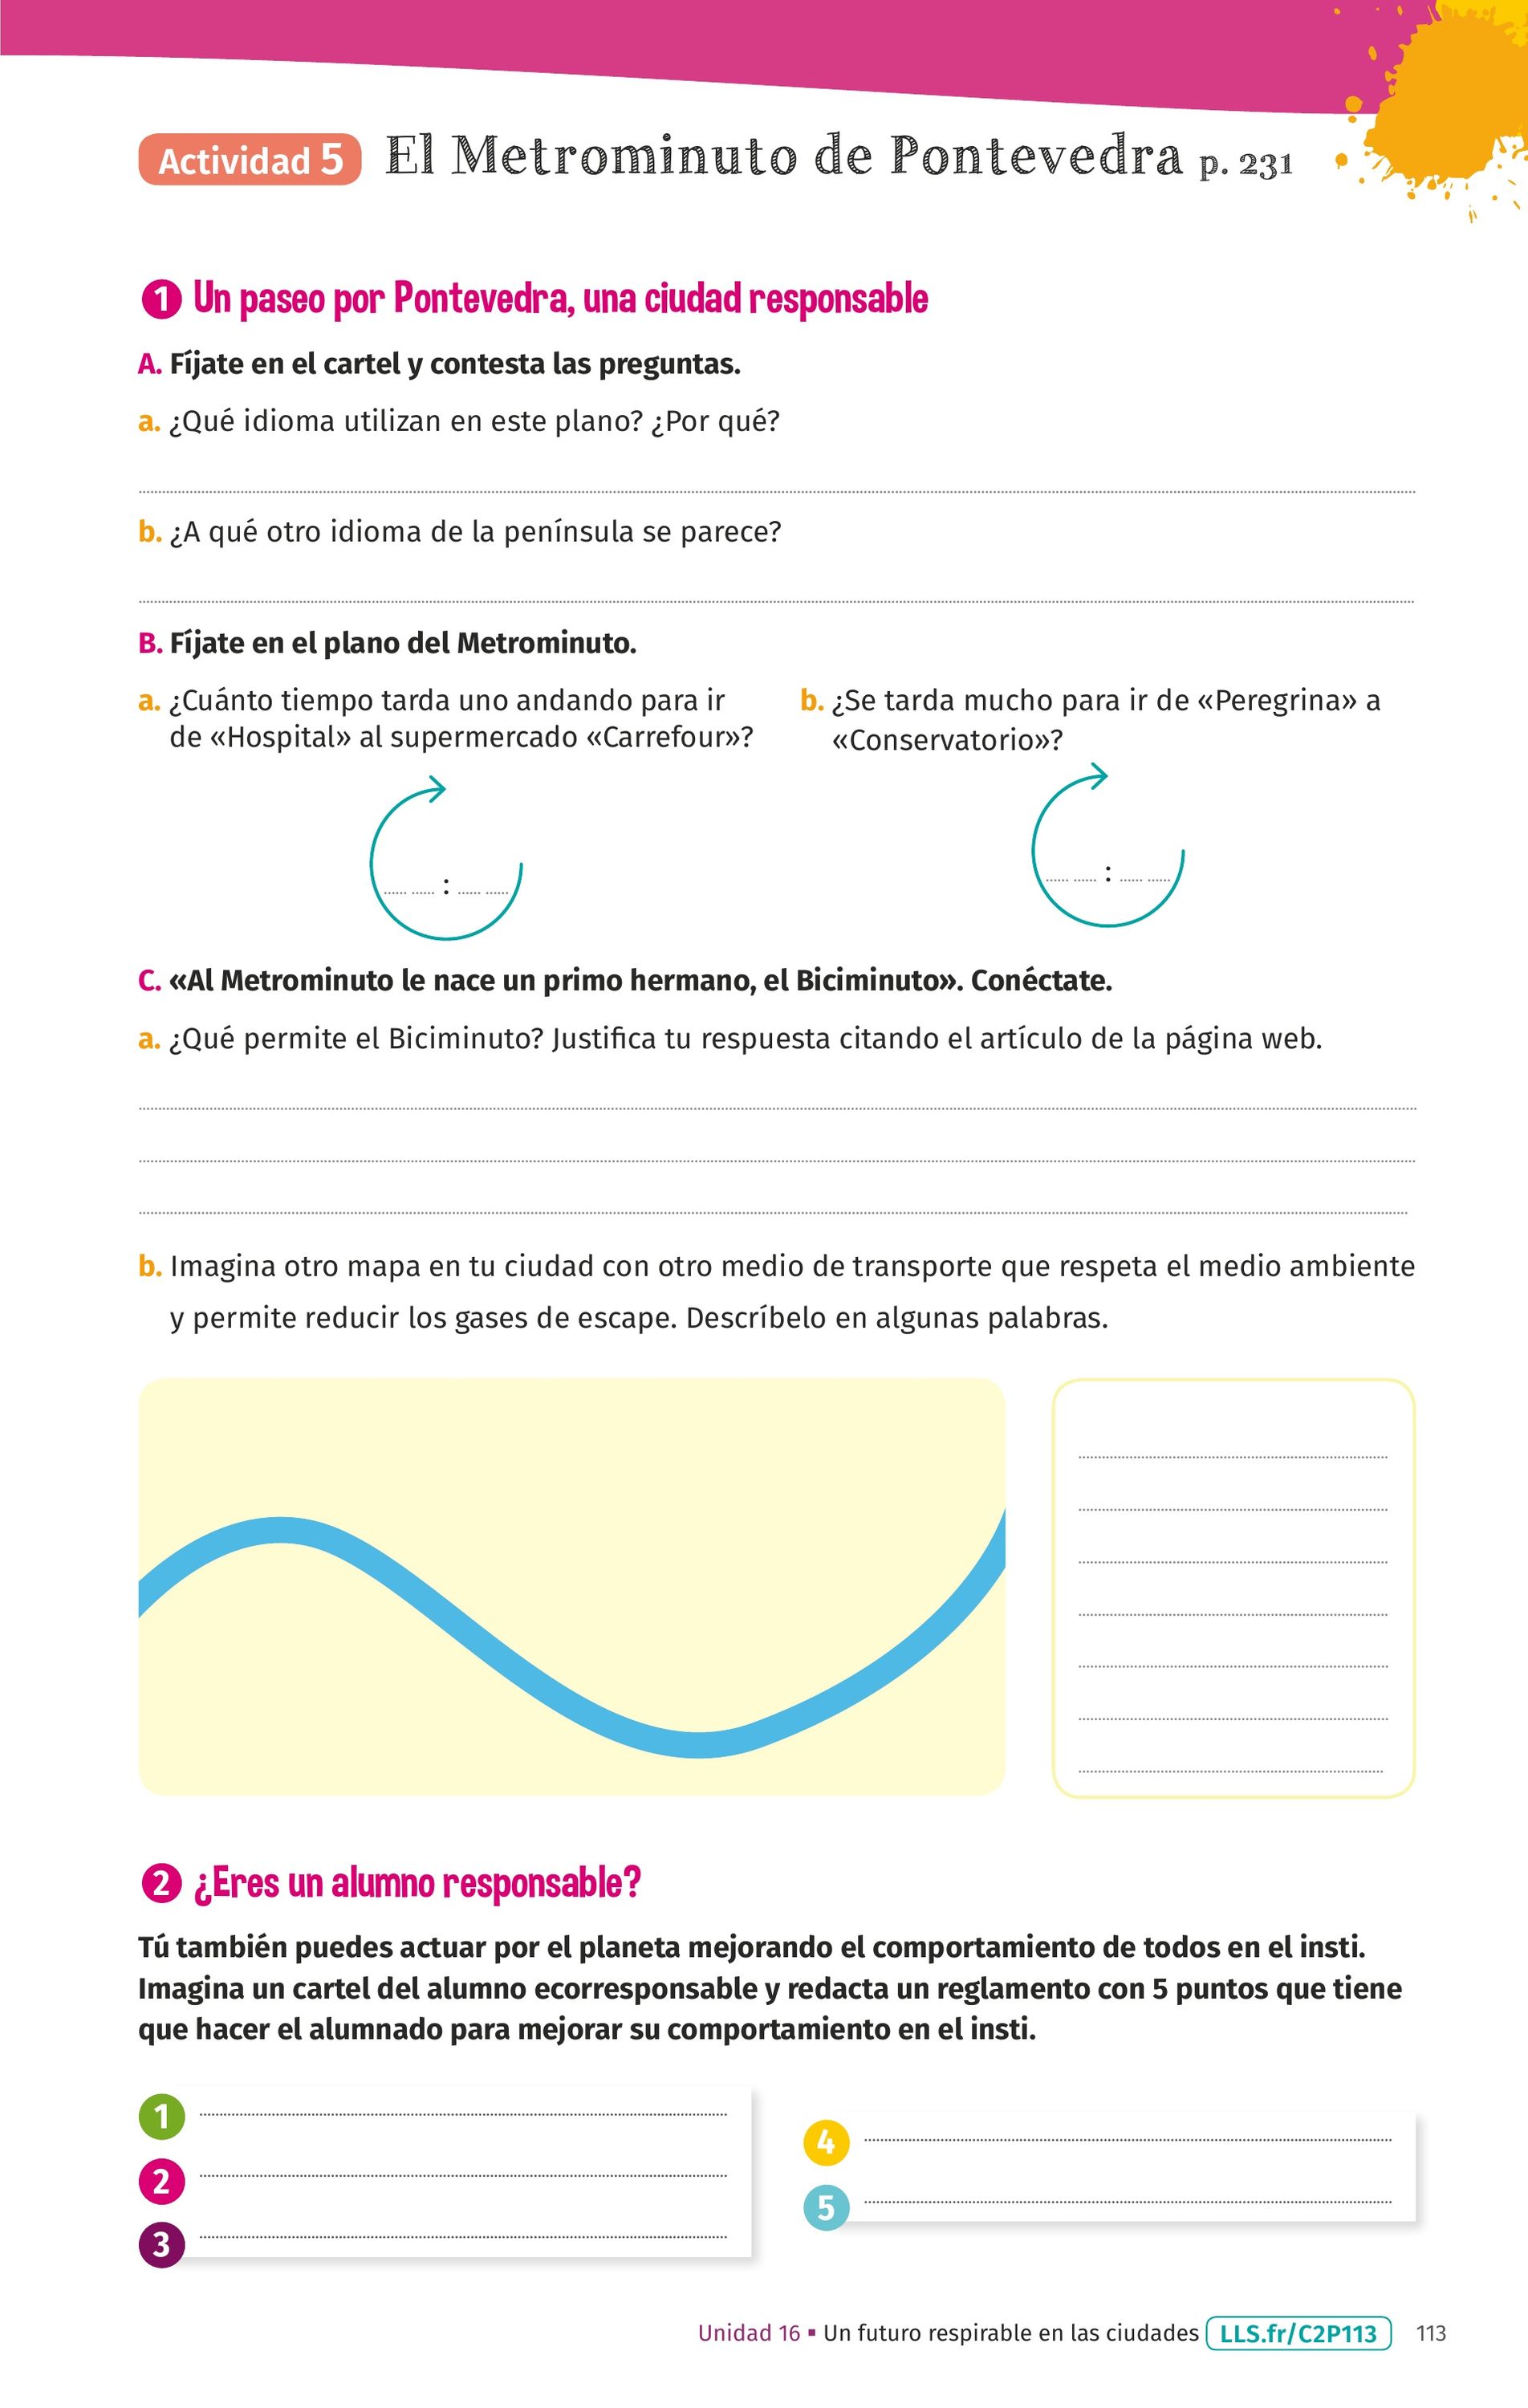 Actividad 5 El Metrominuto de Pontevedra p. 231
1 Un paseo por Pontevedra, una ciudad responsable
A. Fíjate en el cartel y contesta las preguntas.
a. ¿Qué idioma utilizan en este plano? ¿Por qué?
b. ¿A qué otro idioma de la península se parece?
B. Fíjate en el plano del Metrominuto.
a. ¿Cuánto tiempo tarda uno andando para ir
de «Hospital» al supermercado «Carrefour»?
:
b. ¿Se tarda mucho para ir de «Peregrina» a
«Conservatorio»?
:
C. «Al Metrominuto le nace un primo hermano, el Biciminuto». Conéctate.
a. ¿Qué permite el Biciminuto? Justifica tu respuesta citando el artículo de la página web.
b. Imagina otro mapa en tu ciudad con otro medio de transporte que respeta el medio ambiente
y permite reducir los gases de escape. Descríbelo en algunas palabras.
2 ¿Eres un alumno responsable?
Tú también puedes actuar por el planeta mejorando el comportamiento de todos en el insti.
Imagina un cartel del alumno ecorresponsable y redacta un reglamento con 5 puntos que tiene
que hacer el alumnado para mejorar su comportamiento en el insti.
1
2
3
4
5
Unidad 16 ▪ Un futuro respirable en las ciudades LLS.fr/C2P113 113